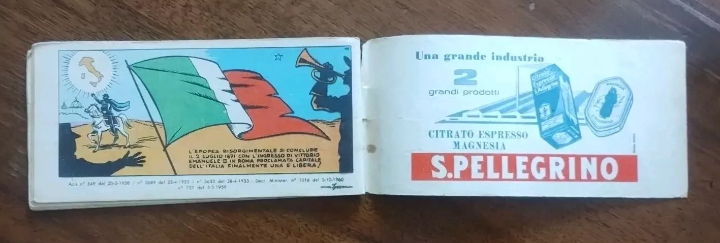 L'EPOPEA RISORGIMENTALE SI CONCLUDE
IL 2 LUGLIO 1871 CON L'INGRESSO DI VITTORIO
EMANUELE II IN ROMA PROCLAMATA CAPITALE
DELL'ITALIA FINALMENTE UNA E LIBERA!
Una grande industria
2
grandi prodotti
CITRATO ESPRESSO
MAGNESIA
S.PELLEGRINO